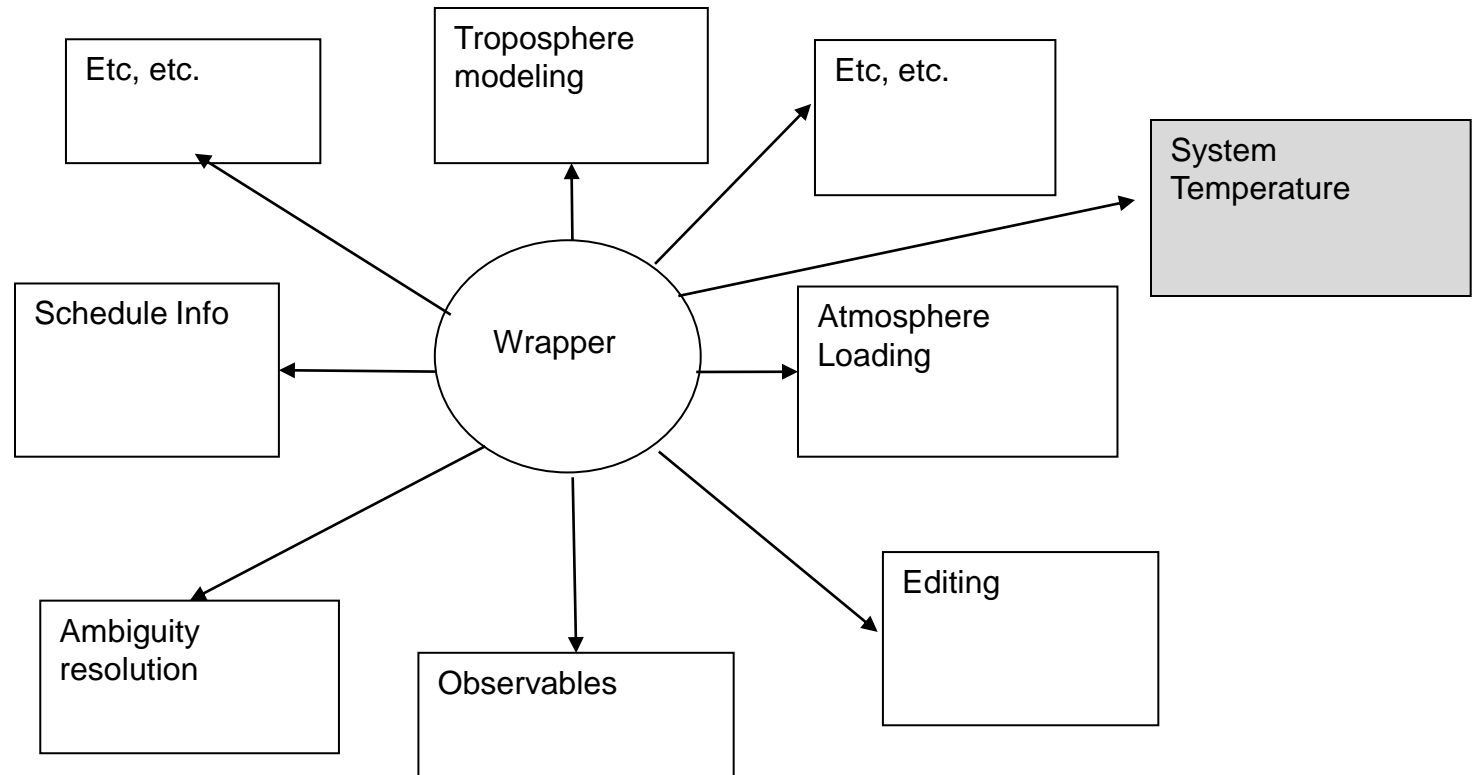 Etc, etc.
Troposphere
modeling
Etc, etc.
System
Temperature
Schedule Info
Wrapper
Atmosphere
Loading
Ambiguity
resolution
Observables
Editing